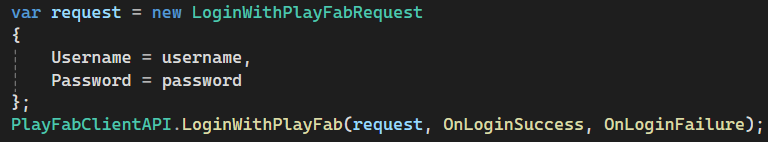 var request = new LoginWithPlayFabRequest
{
    Username = username,
    Password = password
};
PlayFabClientAPI.LoginWithPlayFab(request, OnLoginSuccess, OnLoginFailure);